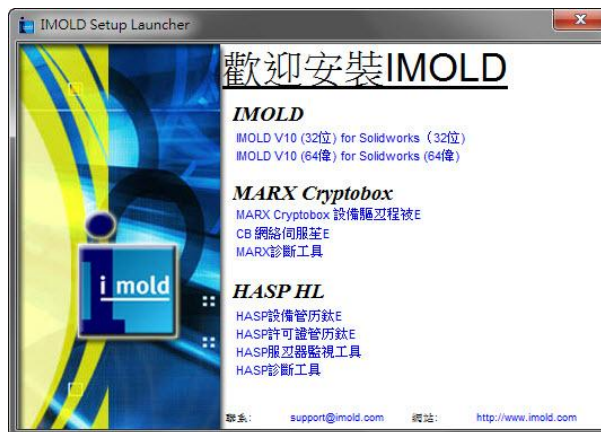 IMOLD Setup Launcher
歡迎安裝IMOLD
IMOLD
IMOLD V10 (32位) for Solidworks（32位）
IMOLD V10 (64偉) for Solidworks (64偉)
MARX Cryptobox
MARX Cryptobox 設備驅忍程被E
CB 網絡伺服笙E
MARX診斷工具
HASP HL
HASP設備管历鈦E
HASP許可證管历鈦E
HASP服忍器監視工具
HASP診斷工具
i mold
聯系: support@imold.com 網站: http://www.imold.com